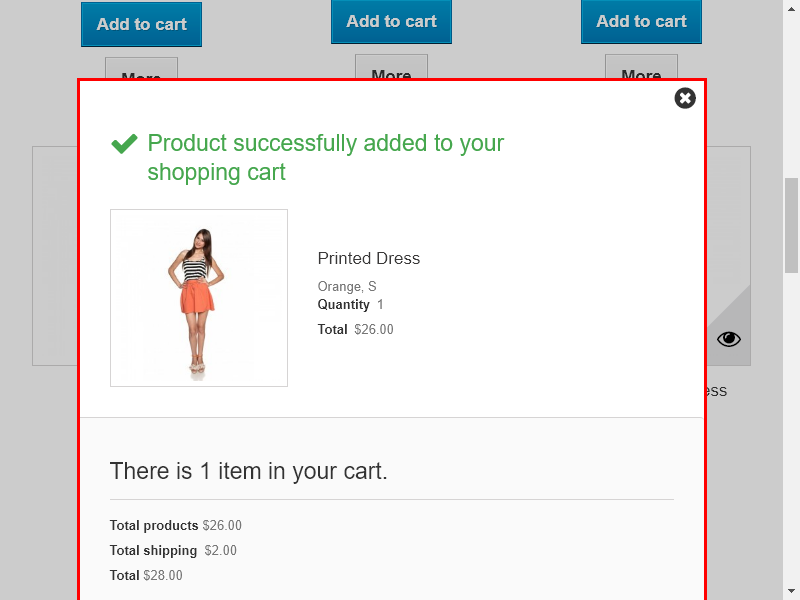 Add to cart Add to cart Add to cart
More More More
Product successfully added to your
shopping cart
Printed Dress
Orange, S
Quantity 1
Total $26.00
ess
There is 1 item in your cart.
Total products $26.00
Total shipping $2.00
Total $28.00